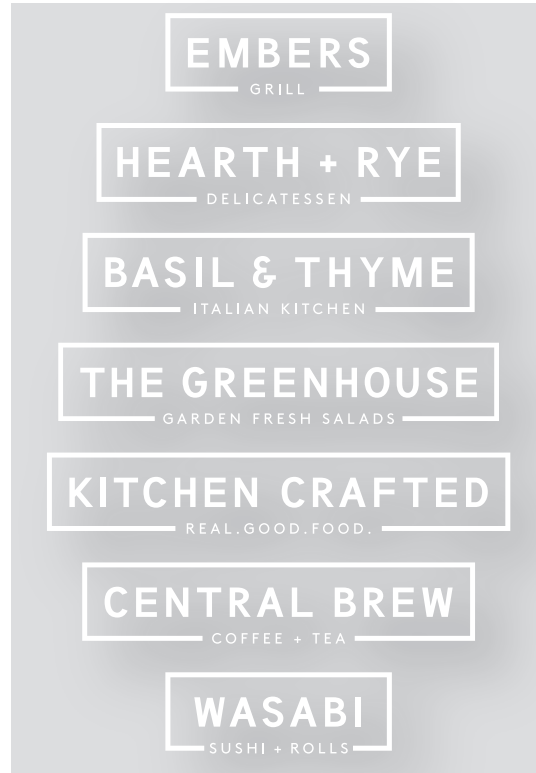 EMBERS
GRILL
HEARTH + RYE
DELICATESSEN
BASIL & THYME
ITALIAN KITCHEN
THE GREENHOUSE
GARDEN FRESH SALADS
KITCHEN CRAFTED
REAL.GOOD.FOOD.
CENTRAL BREW
COFFEE + TEA
WASABI
SUSHI + ROLLS